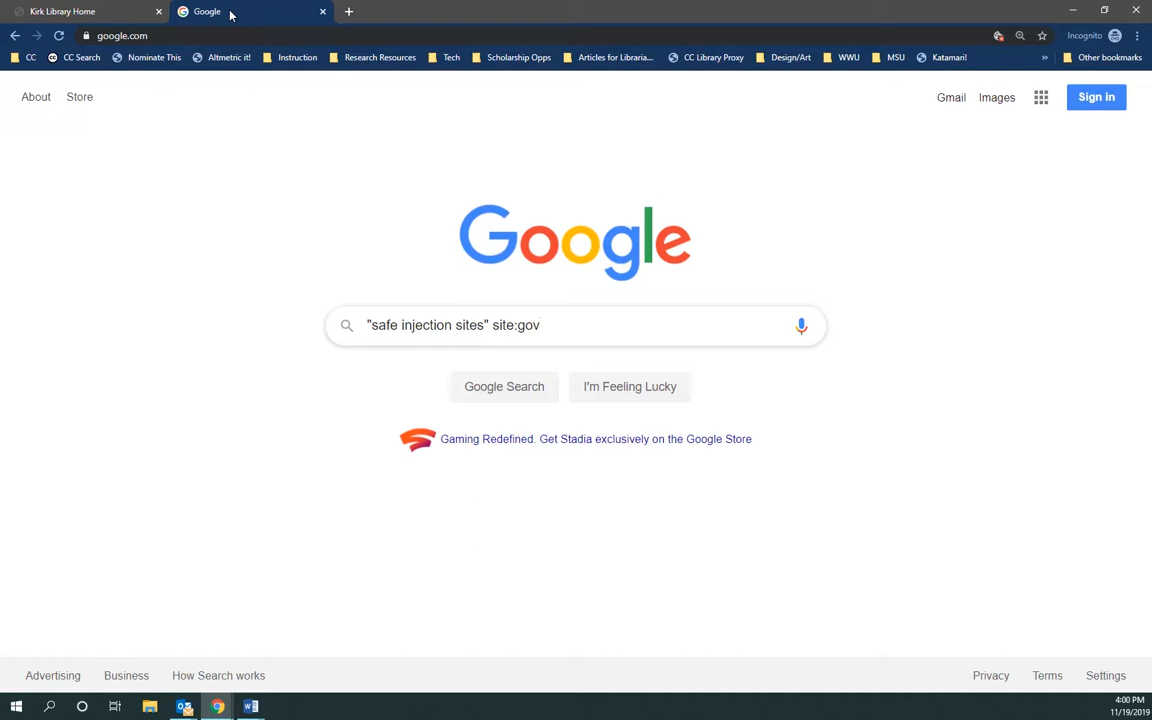 Kirk Library Home
Google
google.com
Incognito
CC
CC Search
Nominate This
Altmetric it!
Instruction
Research Resources
Tech
Scholarship Opps
Articles for Libraria...
CC Library Proxy
Design/Art
WWU
MSU
Katamari!
»
Other bookmarks
About
Store
Gmail
Images
Sign in
Google
"safe injection sites" site:gov
Google Search
I'm Feeling Lucky
Gaming Redefined. Get Stadia exclusively on the Google Store
Advertising
Business
How Search works
Privacy
Terms
Settings
4:00 PM
11/19/2019